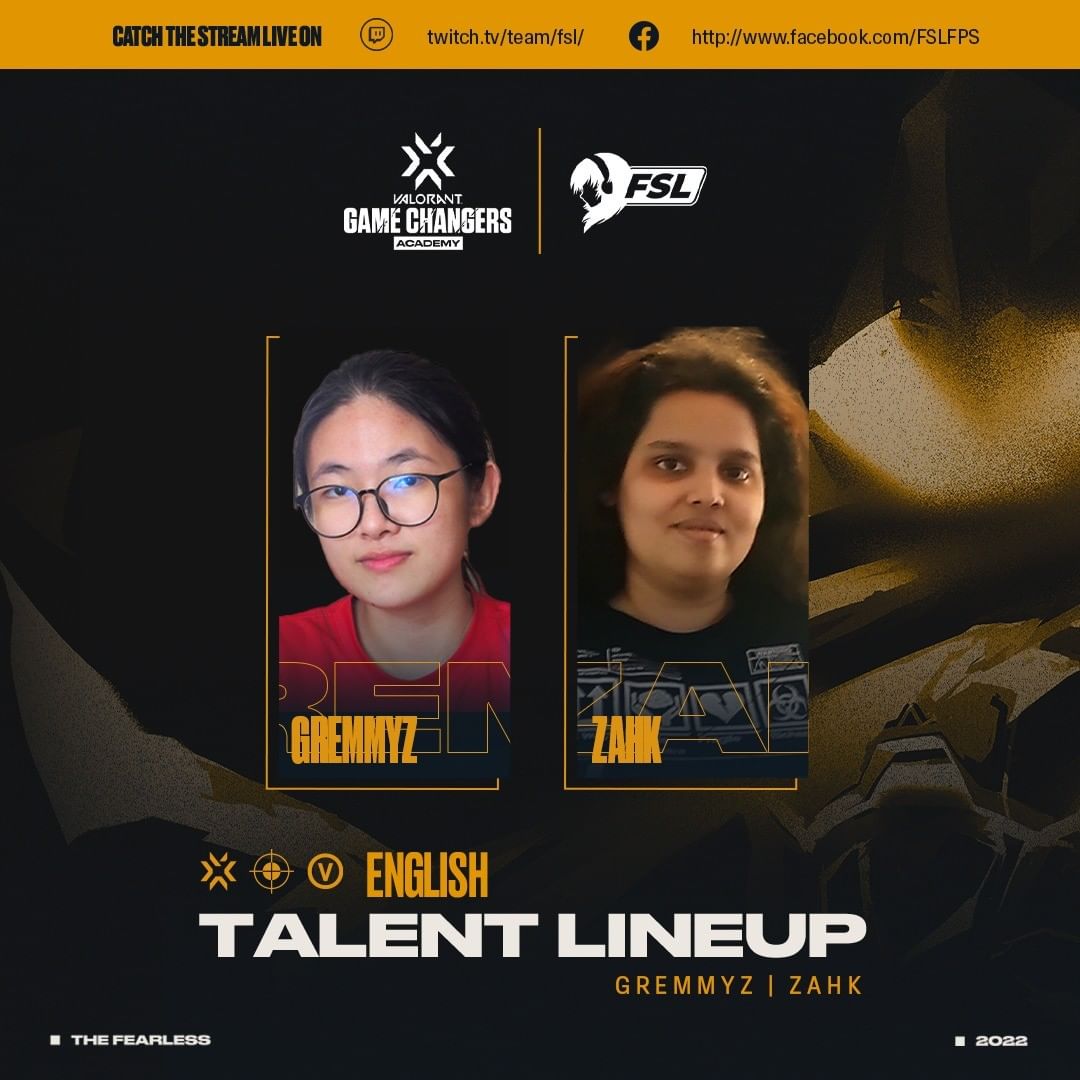 CATCH THE STREAM LIVE ON twitch.tv/team/fsl/ http://www.facebook.com/FSLFPS
VALORANT
GAME CHANGERS
ACADEMY
FSL
GREMMYZ
ZAHK
V ENGLISH
TALENT LINEUP
GREMMYZ | ZAHK
THE FEARLESS
2022